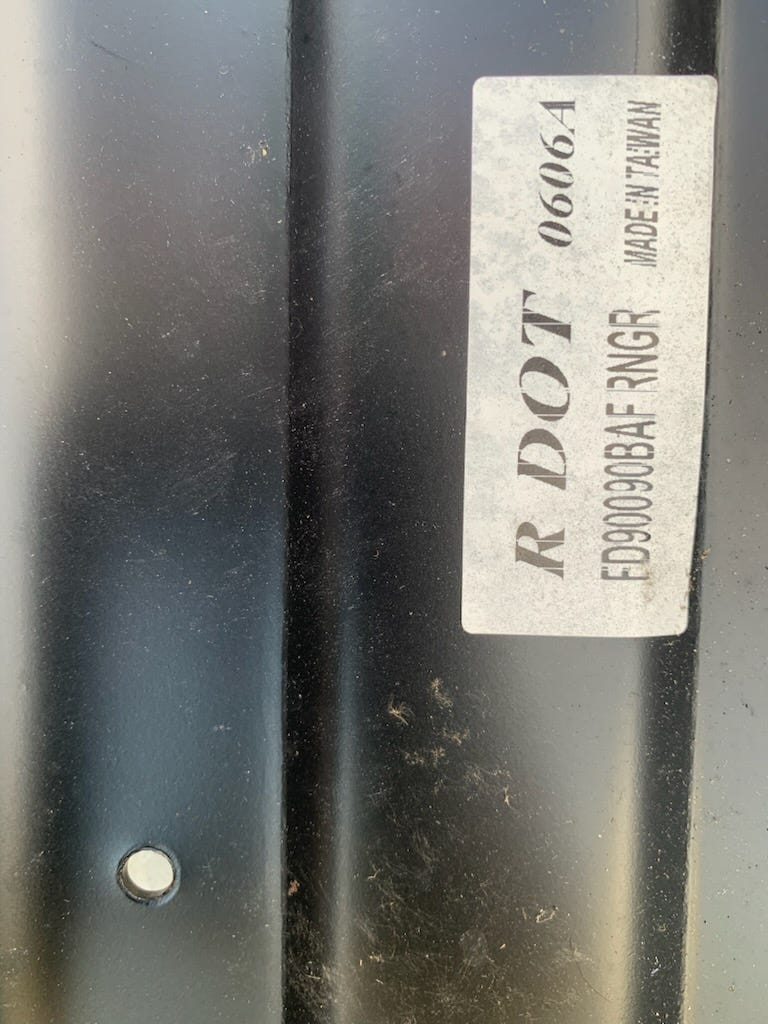 R DOT 0606A
FD90090BAF RNGR MADE IN TAIWAN